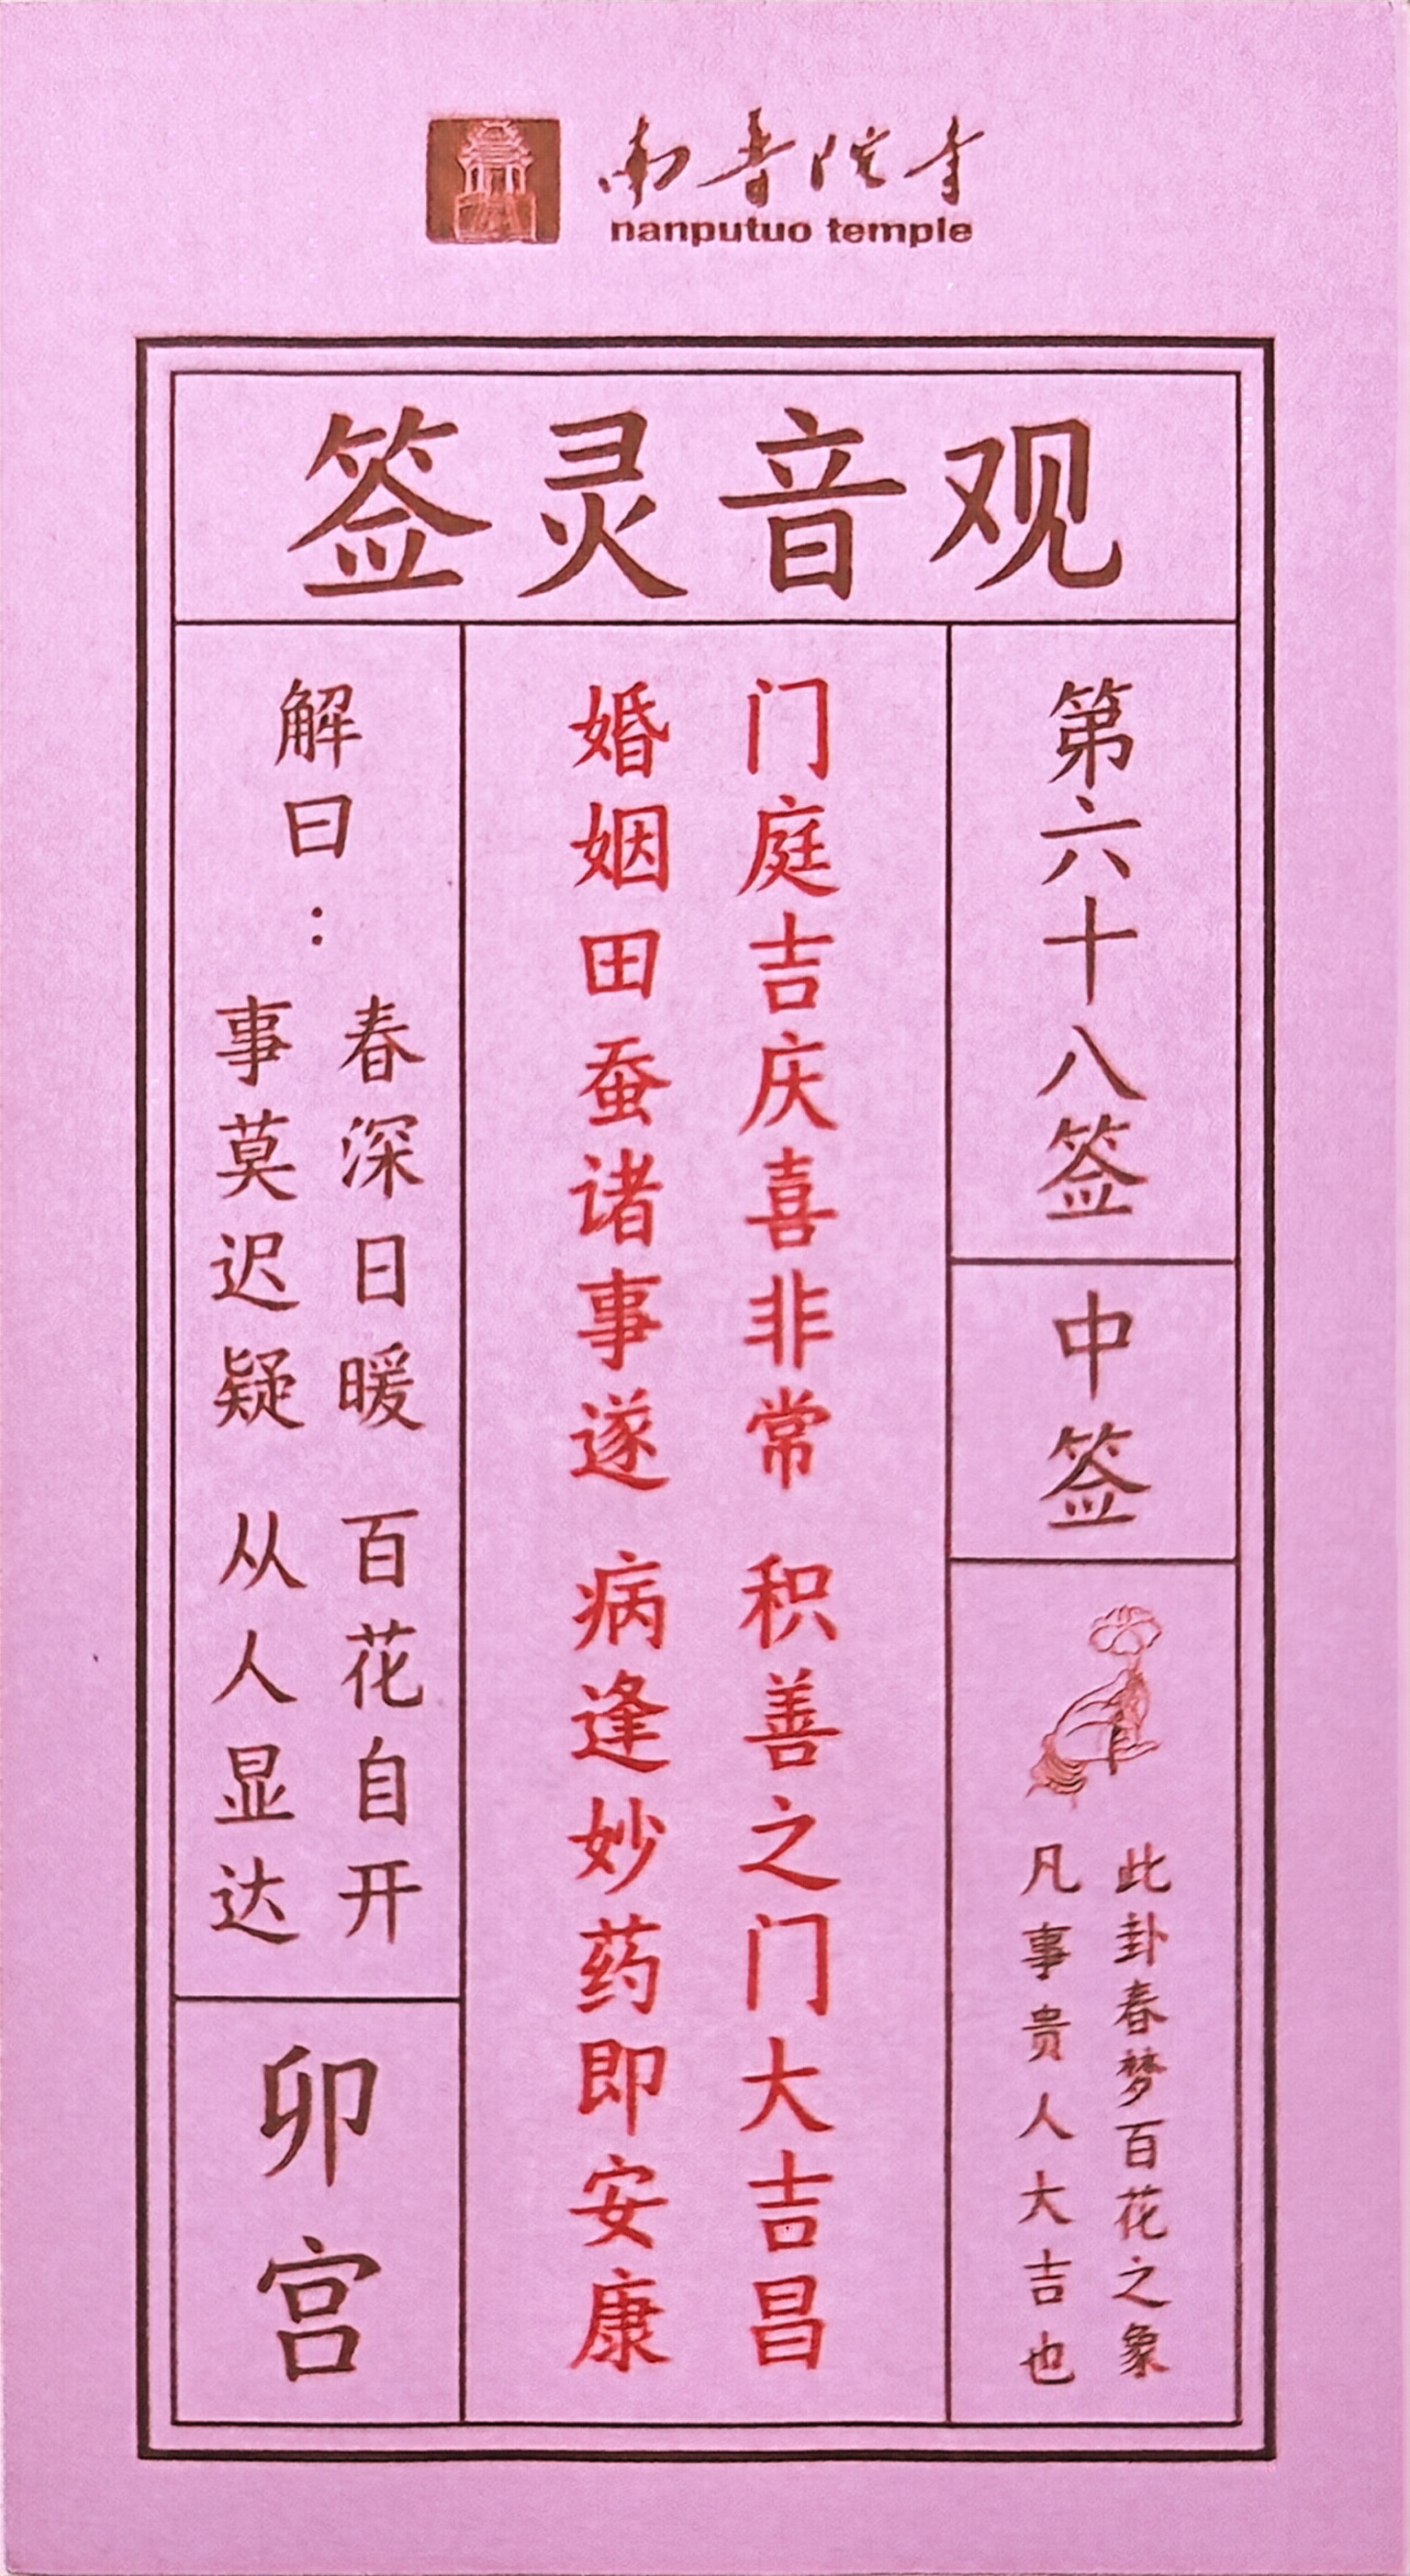 南普陀寺
nanputuo temple
观音灵签
第六十八签
中签
此卦春梦百花之象
凡事贵人大吉也
门庭吉庆喜非常 积善之门大吉昌
婚姻田蚕诸事遂 病逢妙药即安康
解曰：
春深日暖 百花自开
事莫迟疑 从人显达
卯宫